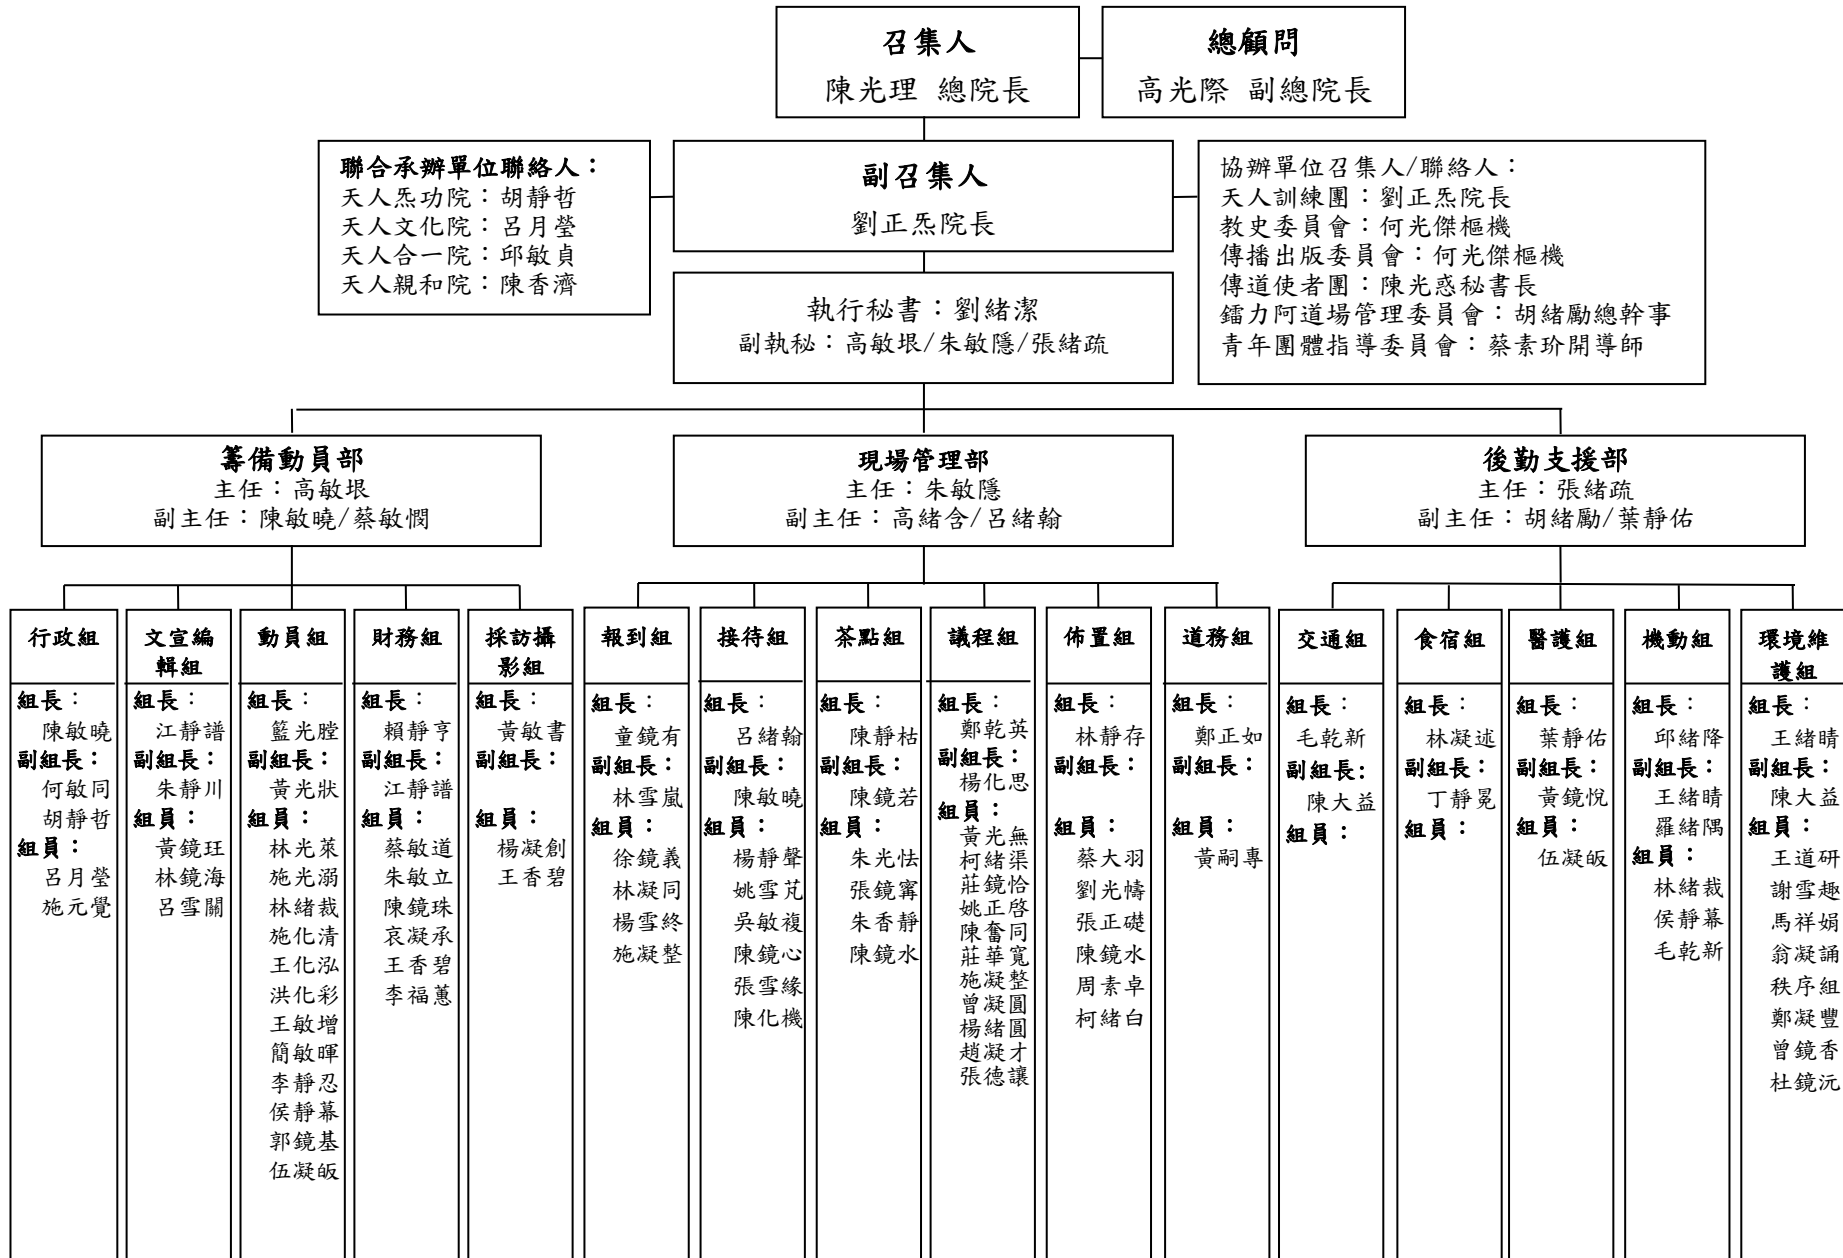 召集人
陳光理 總院長
總顧問
高光際 副總院長
聯合承辦單位聯絡人：
天人炁功院：胡靜哲
天人文化院：呂月瑩
天人合一院：邱敏貞
天人親和院：陳香濟
副召集人
劉正炁院長
協辦單位召集人/聯絡人：
天人訓練團：劉正炁院長
教史委員會：何光傑樞機
傳播出版委員會：何光傑樞機
傳道使者團：陳光惑秘書長
鐳力阿道場管理委員會：胡緒勵總幹事
青年團體指導委員會：蔡素玠開導師
執行秘書：劉緒潔
副執秘：高敏垠/朱敏隱/張緒疏
籌備動員部
主任：高敏垠
副主任：陳敏曉/蔡敏憫
現場管理部
主任：朱敏隱
副主任：高緒含/呂緒翰
後勤支援部
主任：張緒疏
副主任：胡緒勵/葉靜佑
行政組
組長：
陳敏曉
副組長：
何敏同
胡靜哲
組員：
呂月瑩
施元覺
文宣編
輯組
組長：
江靜譜
副組長：
朱靜川
組員：
黃鏡玨
林鏡海
呂雪關
動員組
組長：
籃光膛
副組長：
黃光狀
組員：
林光萊
施光溺
林緒裁
施化清
王化泓
洪化彩
王敏增
簡敏暉
李靜忍
侯靜幕
郭鏡基
伍凝皈
財務組
組長：
賴靜亨
副組長：
江靜譜
組員：
蔡敏道
朱敏立
陳鏡珠
哀凝承
王香碧
李福蕙
採訪攝
影組
組長：
黃敏書
副組長：
組員：
楊凝創
王香碧
報到組
組長：
童鏡有
副組長：
林雪嵐
組員：
徐鏡義
林凝同
楊雪終
施凝整
接待組
組長：
呂緒翰
副組長：
陳敏曉
組員：
楊靜聲
姚雪芃
吳敏複
陳鏡心
張雪緣
陳化機
茶點組
組長：
陳靜枯
副組長：
陳鏡若
組員：
朱光怯
張鏡寗
朱香靜
陳鏡水
議程組
組長：
鄭乾英
副組長：
楊化思
組員：
黃光無
柯緒渠
莊鏡恰
姚正啓
陳奮同
莊華寬
施凝整
曾凝圓
楊緒圓
趙凝才
張德讓
佈置組
組長：
林靜存
副組長：
組員：
蔡大羽
劉光幬
張正礎
陳鏡水
周素卓
柯緒白
道務組
組長：
鄭正如
副組長：
組員：
黃嗣專
交通組
組長：
毛乾新
副組長：
陳大益
組員：
食宿組
組長：
林凝述
副組長：
丁靜冕
組員：
醫護組
組長：
葉靜佑
副組長：
黃鏡悅
組員：
伍凝皈
機動組
組長：
邱緒降
副組長：
王緒晴
羅緒隅
組員：
林緒裁
侯靜幕
毛乾新
環境維
護組
組長：
王緒晴
副組長：
陳大益
組員：
王道研
謝雪趣
馬祥娟
翁凝誦
秩序組
鄭凝豐
曾鏡香
杜鏡沅